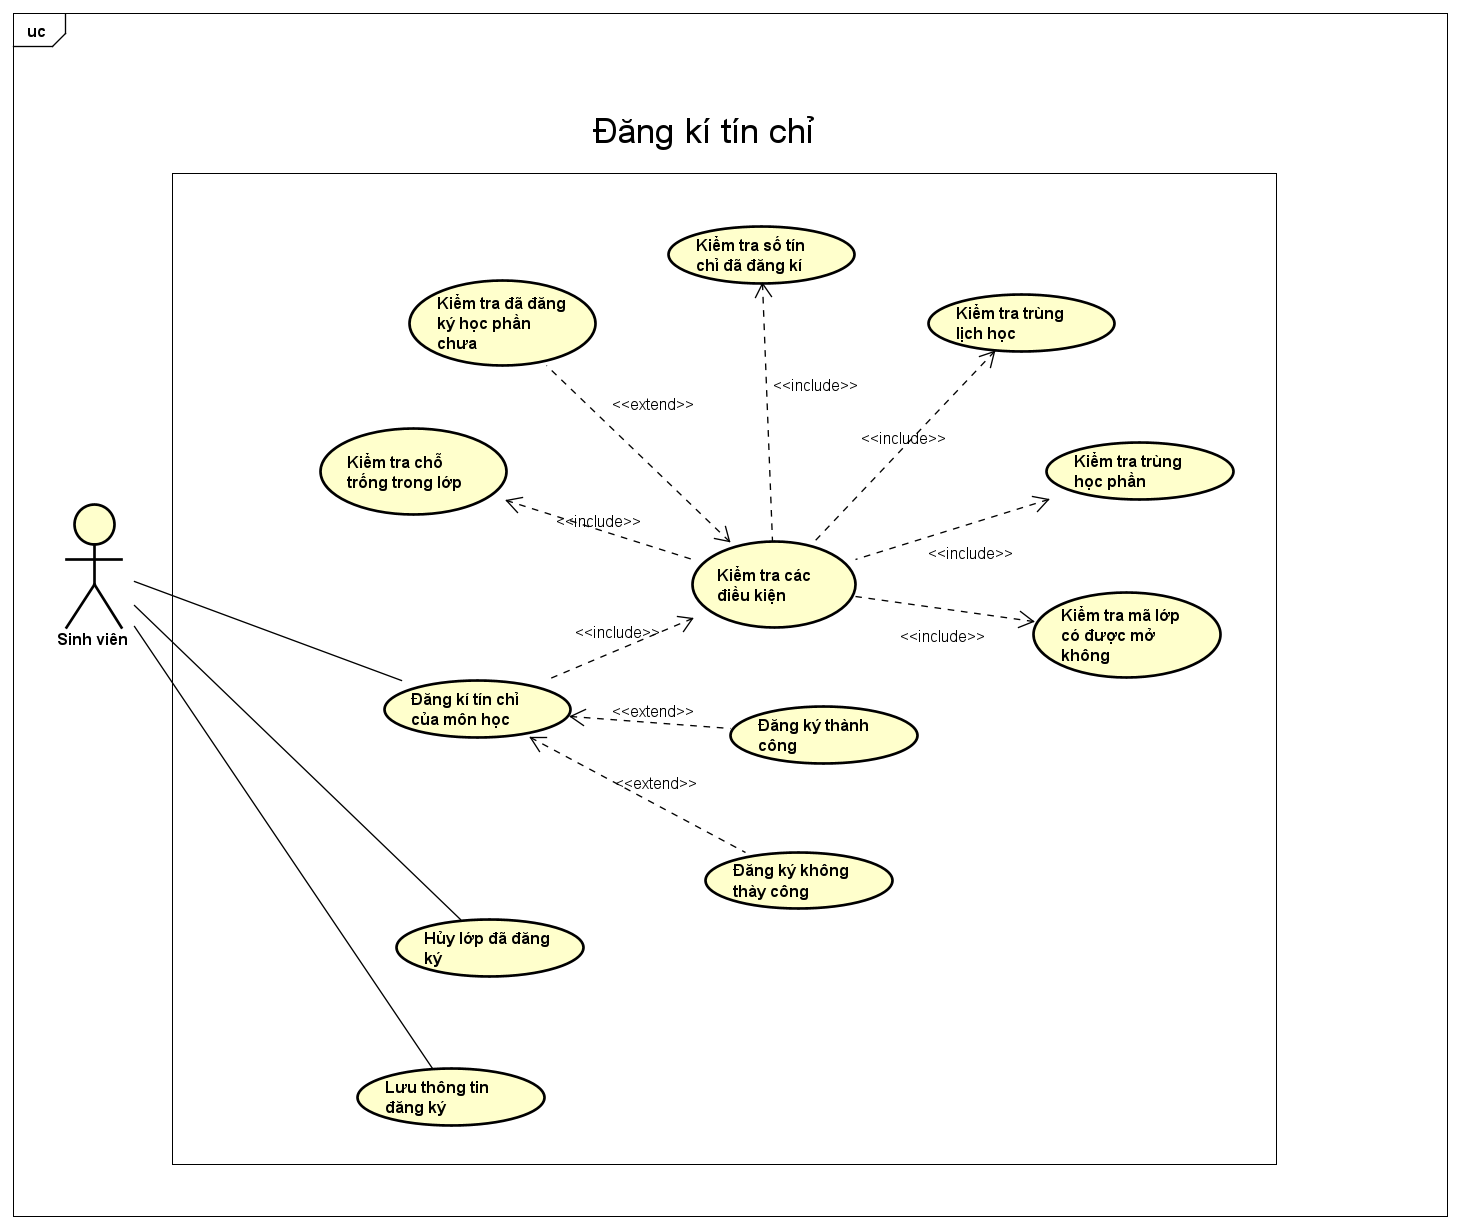 uc
Đăng kí tín chỉ
Kiểm tra số tín
chỉ đã đăng kí
Kiểm tra đã đăng
ký học phần
chưa
Kiểm tra trùng
lịch học
<<include>>
<<extend>>
<<include>>
Kiểm tra chỗ
trống trong lớp
Kiểm tra trùng
học phần
<<include>>
<<include>>
Kiểm tra các
điều kiện
Kiểm tra mã lớp
có được mở
không
<<include>>
<<include>>
Sinh viên
Đăng kí tín chỉ
của môn học
<<extend>>
Đăng ký thành
công
<<extend>>
Đăng ký không
thày công
Hủy lớp đã đăng
ký
Lưu thông tin
đăng ký